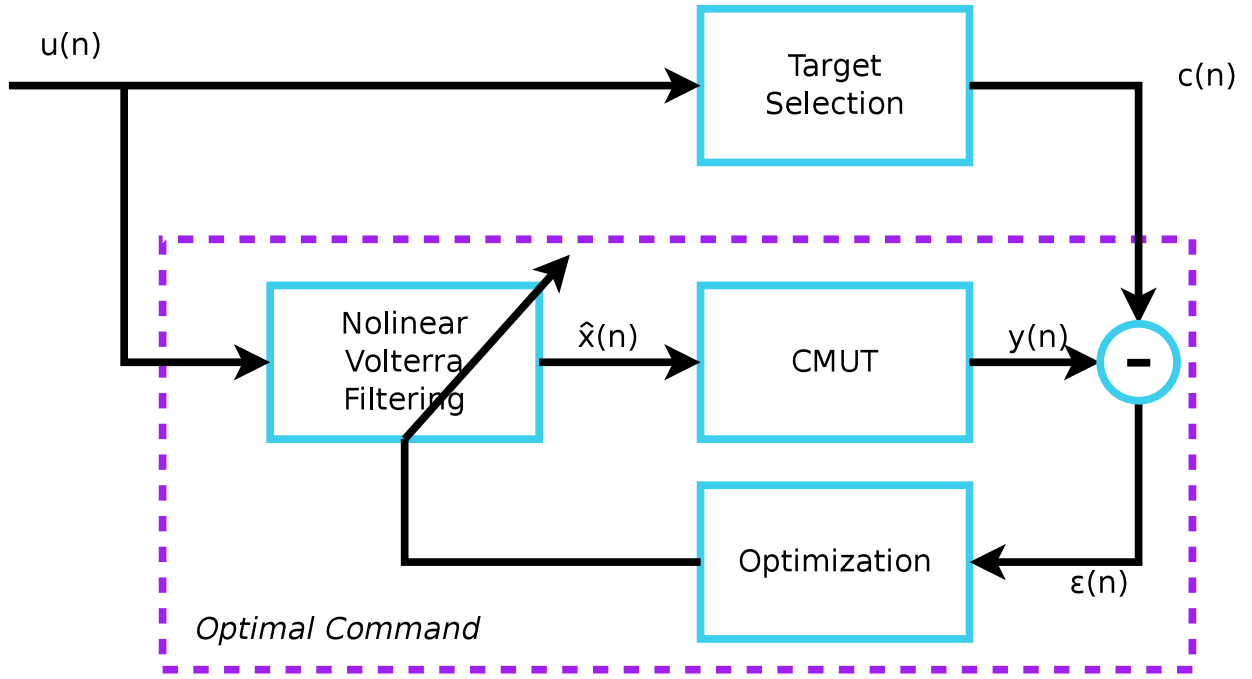 u(n)
Target
Selection
c(n)
Nolinear
Volterra
Filtering
x̂(n)
CMUT
y(n)
-
Optimization
ε(n)
Optimal Command